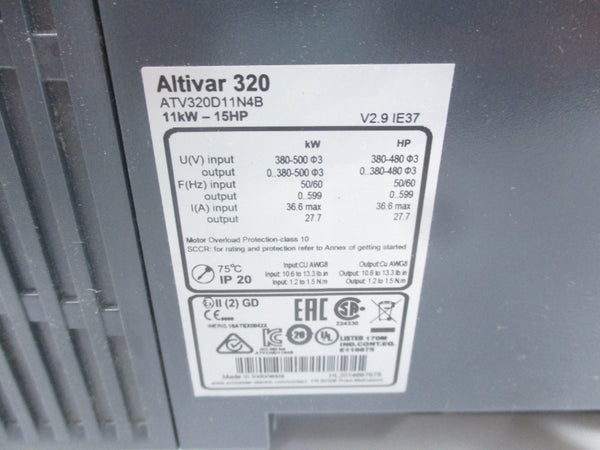 Altivar 320
ATV320D11N4B
11kW – 15HP V2.9 IE37
kW HP
U(V) input 380-500 Φ3 380-480 Φ3
output 0..380-500 Φ3 0..380-480 Φ3
F(Hz) input 50/60 50/60
output 0..599 0..599
I(A) input 36.6 max 36.6 max
output 27.7 27.7
Motor Overload Protection-class 10
SCCR: for rating and protection refer to Annex of getting started
75°C Input:CU AWG8 Output:Cu AWG8
IP 20 Input: 10.6 to 13.3 lb.in Output: 10.6 to 13.3 lb.in
Input: 1.2 to 1.5 N.m Output: 1.2 to 1.5 N.m
II (2) GD EAC SA
CE 224330
UL LISTED 170M
IND.CONT.EQ.
E116875
Made in Indonesia